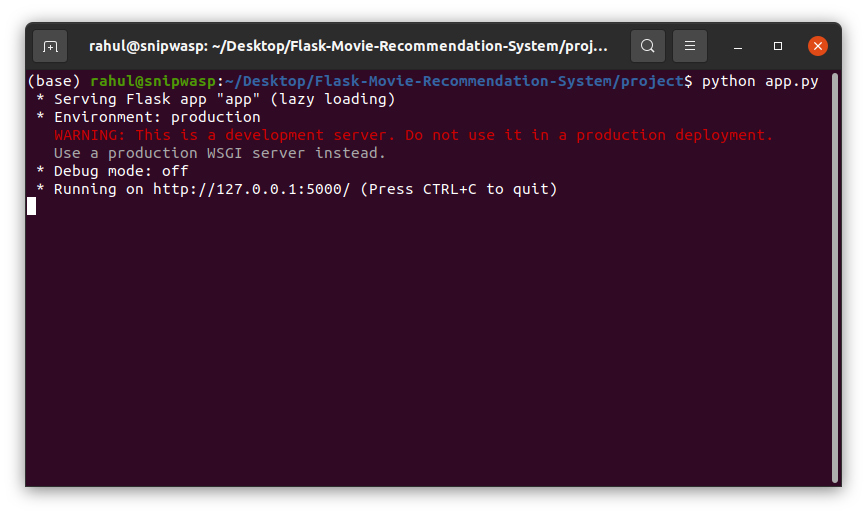 rahul@snipwasp: ~/Desktop/Flask-Movie-Recommendation-System/proj...
(base) rahul@snipwasp:~/Desktop/Flask-Movie-Recommendation-System/project$ python app.py
 * Serving Flask app "app" (lazy loading)
 * Environment: production
   WARNING: This is a development server. Do not use it in a production deployment.
   Use a production WSGI server instead.
 * Debug mode: off
 * Running on http://127.0.0.1:5000/ (Press CTRL+C to quit)